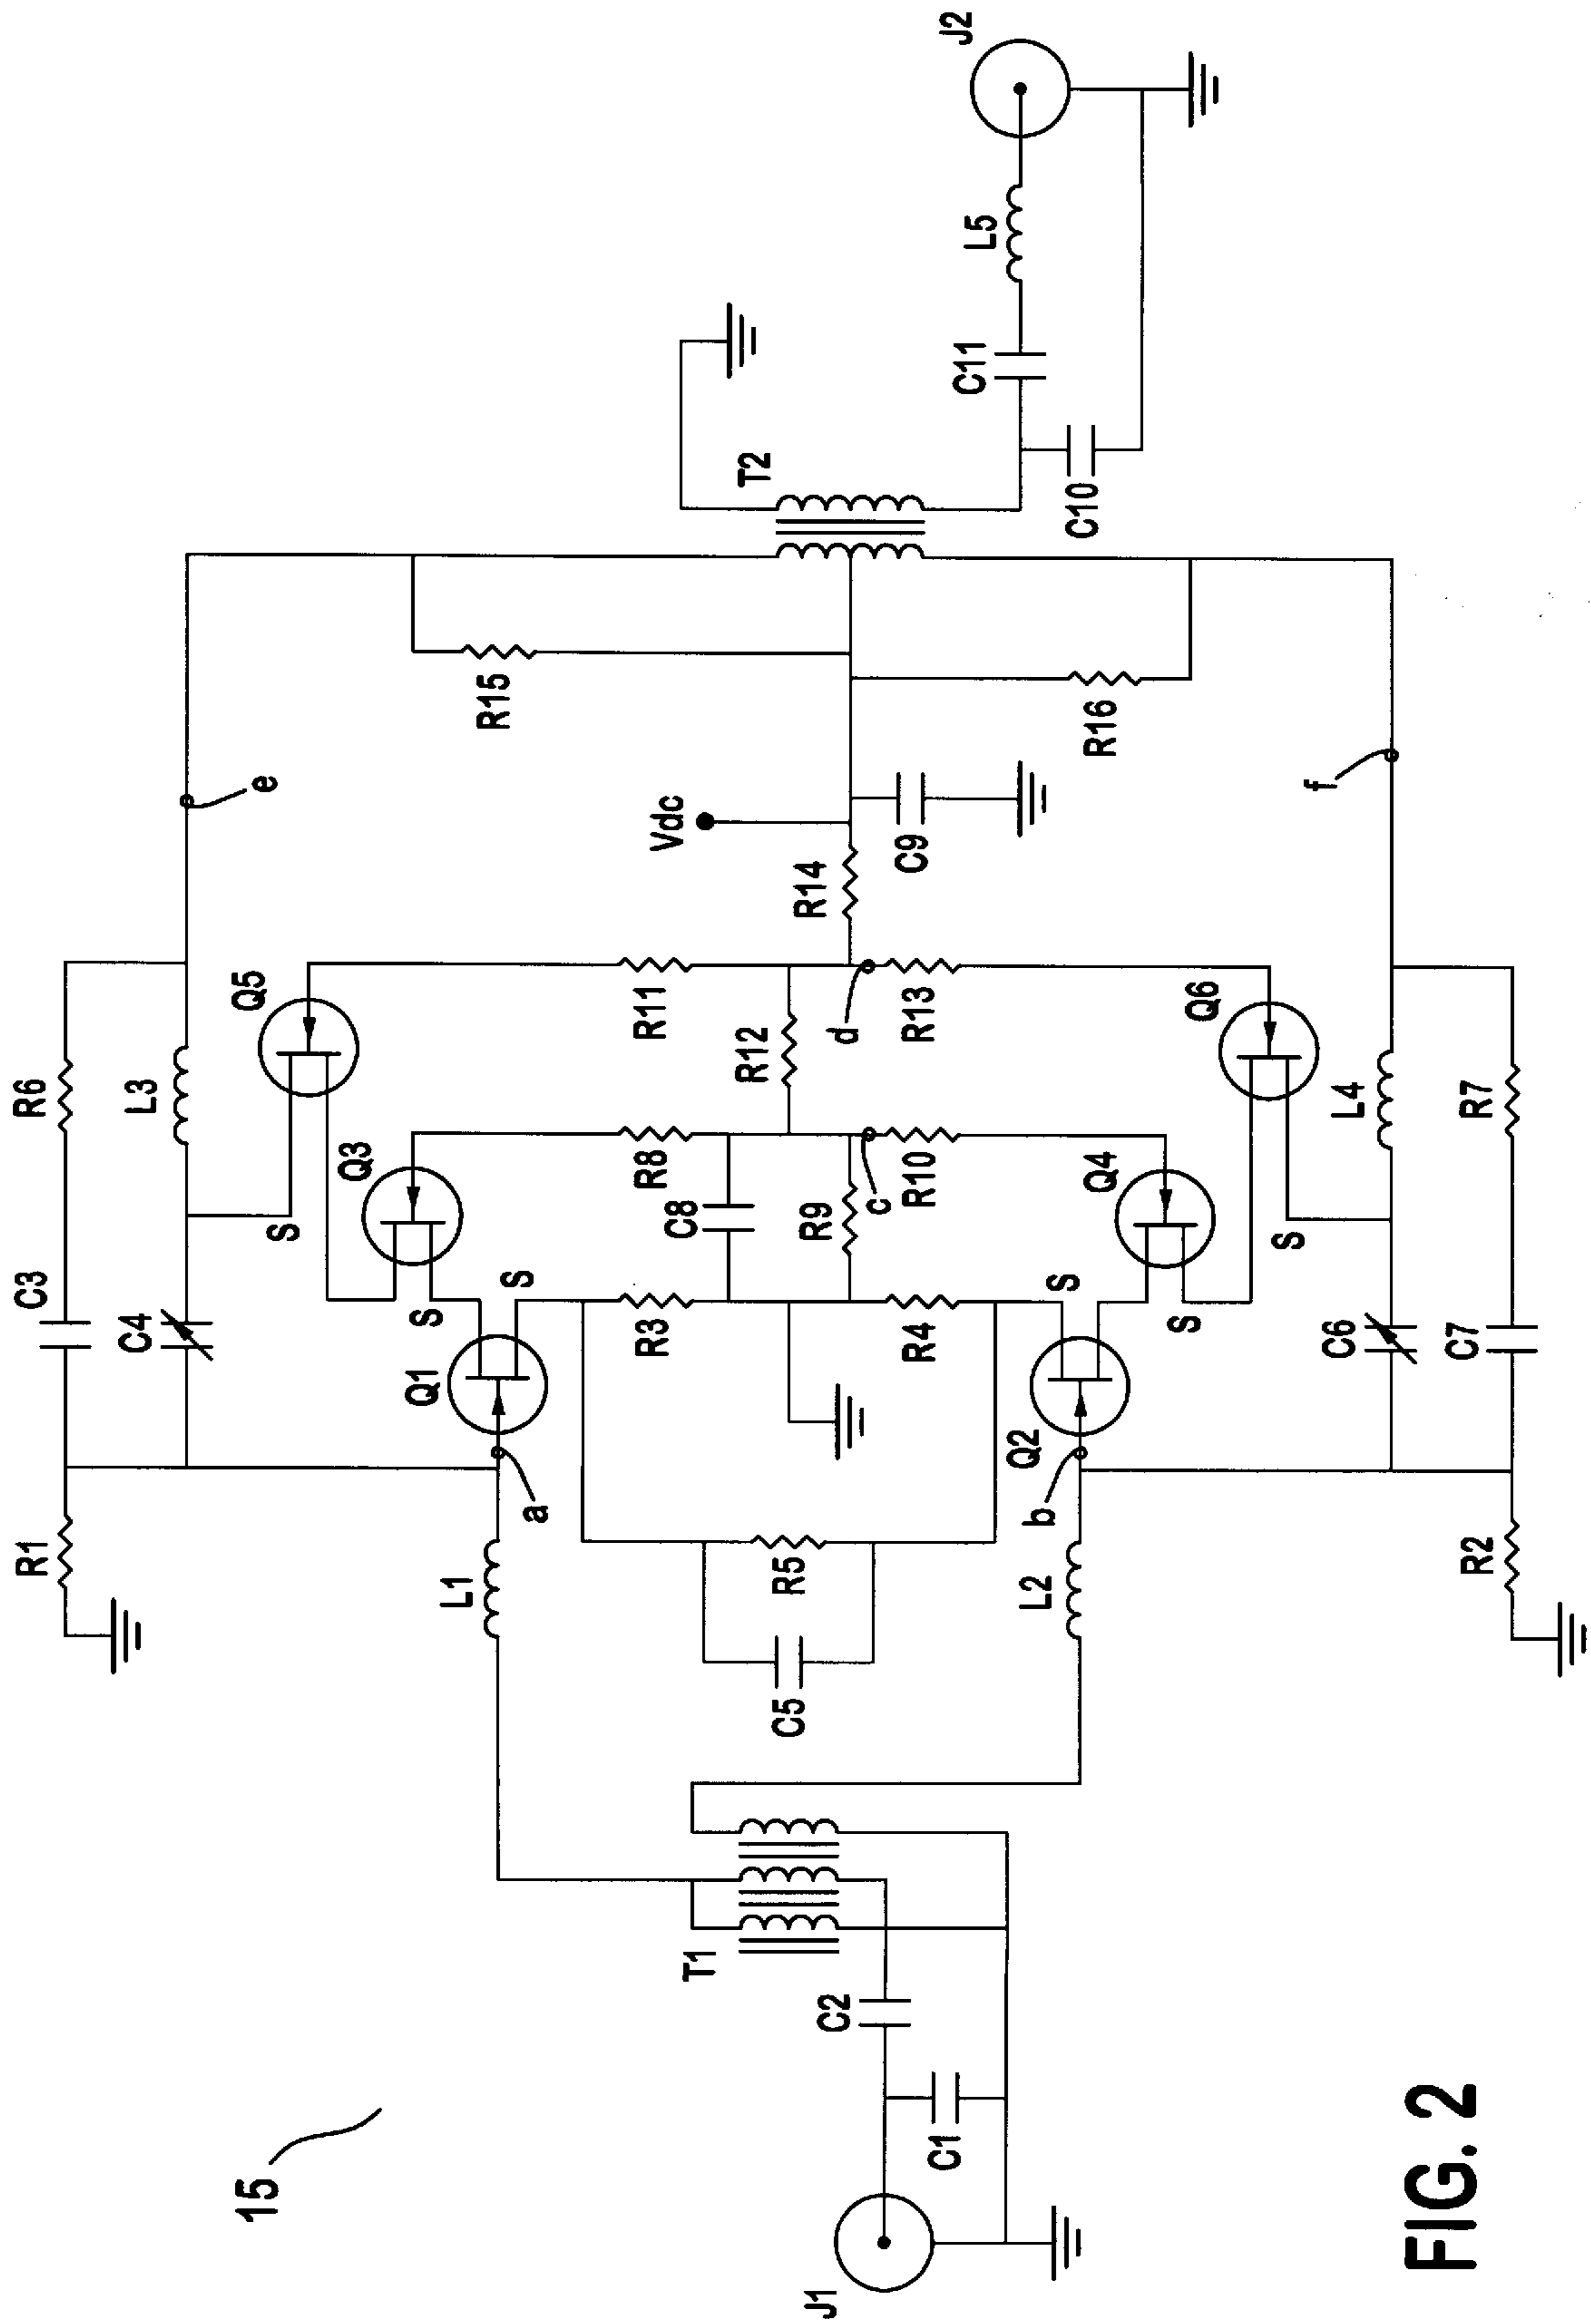 R1
C3
R6
C4
L3
15
Q5
e
S
Q3
S
Q1
L1
R15
S
a
R3
R8
R11
Vdc
C8
T1
R12
T2
C5
R5
R9
R14
J1
C2
d
c
C9
R4
R10
R13
C1
C11
L5
J2
Q2
L2
b
S
C10
Q4
R16
S
Q6
S
f
C6
L4
FIG. 2
C7
R2
R7